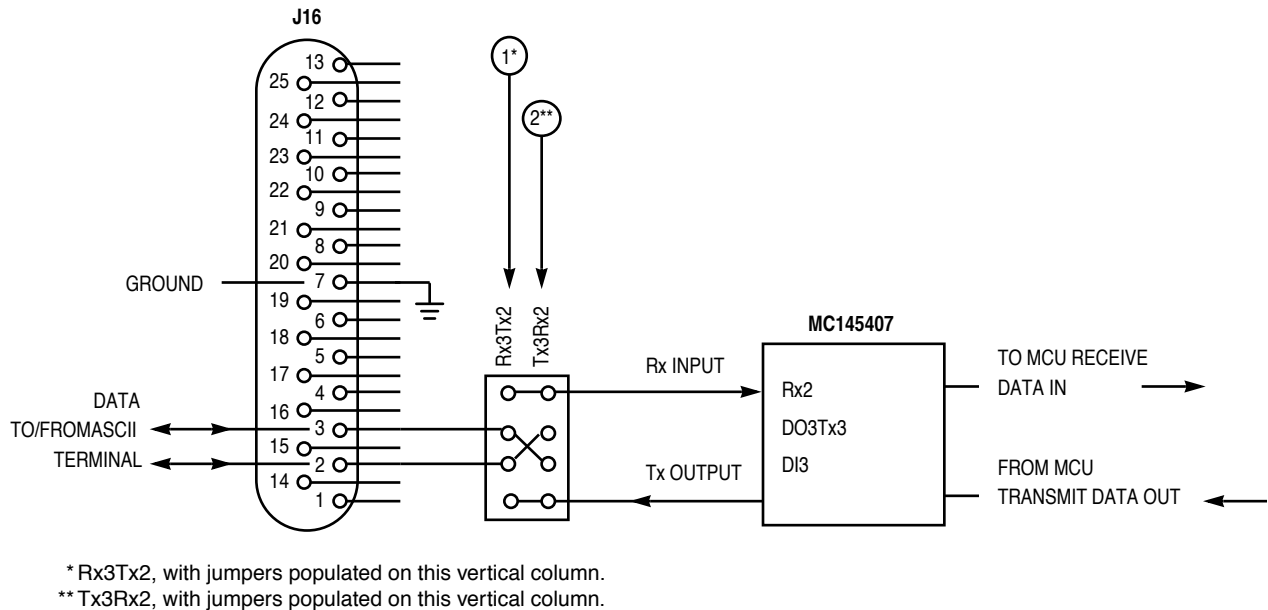 J16
1*
2**
13
25
12
24
11
23
10
22
9
21
8
20
GROUND
7
19
6
18
5
17
4
16
DATA
TO/FROMASCII
TERMINAL
3
15
2
14
1
Rx3Tx2
Tx3Rx2
Rx INPUT
Tx OUTPUT
MC145407
Rx2
DO3Tx3
DI3
TO MCU RECEIVE
DATA IN
FROM MCU
TRANSMIT DATA OUT
* Rx3Tx2, with jumpers populated on this vertical column.
** Tx3Rx2, with jumpers populated on this vertical column.